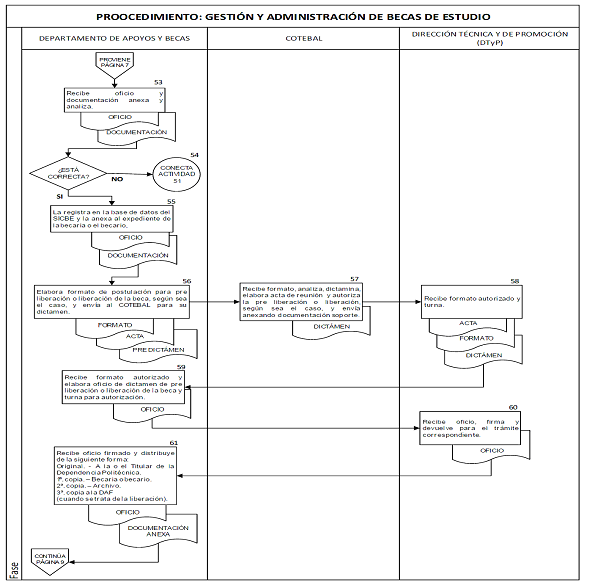 PROOCEDIMIENTO: GESTIÓN Y ADMINISTRACIÓN DE BECAS DE ESTUDIO
DEPARTAMENTO DE APOYOS Y BECAS
COTEBAL
DIRECCIÓN TÉCNICA Y DE PROMOCIÓN
(DTyP)
PROVIENE
PÁGINA 7
53
Recibe oficio y
documentación anexa y
analiza.
OFICIO
DOCUMENTACIÓN
54
¿ESTÁ
CORRECTA?
NO
CONECTA
ACTIVIDAD
51
SI
55
La registra en la base de datos del
SICBE y la anexa al expediente de
la becaria o el becario,
OFICIO
DOCUMENTACIÓN
56
Elabora formato de postulación para pre
liberación o liberación de la beca, según sea
el caso, y envía al COTEBAL para su
dictamen.
FORMATO
ACTA
PREDICTÁMEN
57
Recibe formato, analiza, dictamina,
elabora acta de reunión y autoriza
la pre liberación o liberación,
según sea el caso, y envía
anexando documentación soporte.
DICTÁMEN
58
Recibe formato autorizado y
turna.
ACTA
FORMATO
DICTÁMEN
59
Recibe formato autorizado y
elabora oficio de dictamen de pre
liberación o liberación de la beca y
turna para autorización.
OFICIO
60
Recibe oficio, firma y
devuelve para el trámite
correspondiente.
OFICIO
61
Recibe oficio firmado y distribuye
de la siguiente forma:
Original. - A la o el Titular de la
Dependencia Politécnica.
1ª. copia. – Becaria o becario.
2ª. copia. – Archivo.
3ª. copia a la DAF
(cuando se trata de la liberación).
OFICIO
DOCUMENTACIÓN
ANEXA
CONTINÚA
PÁGINA 9
Fase